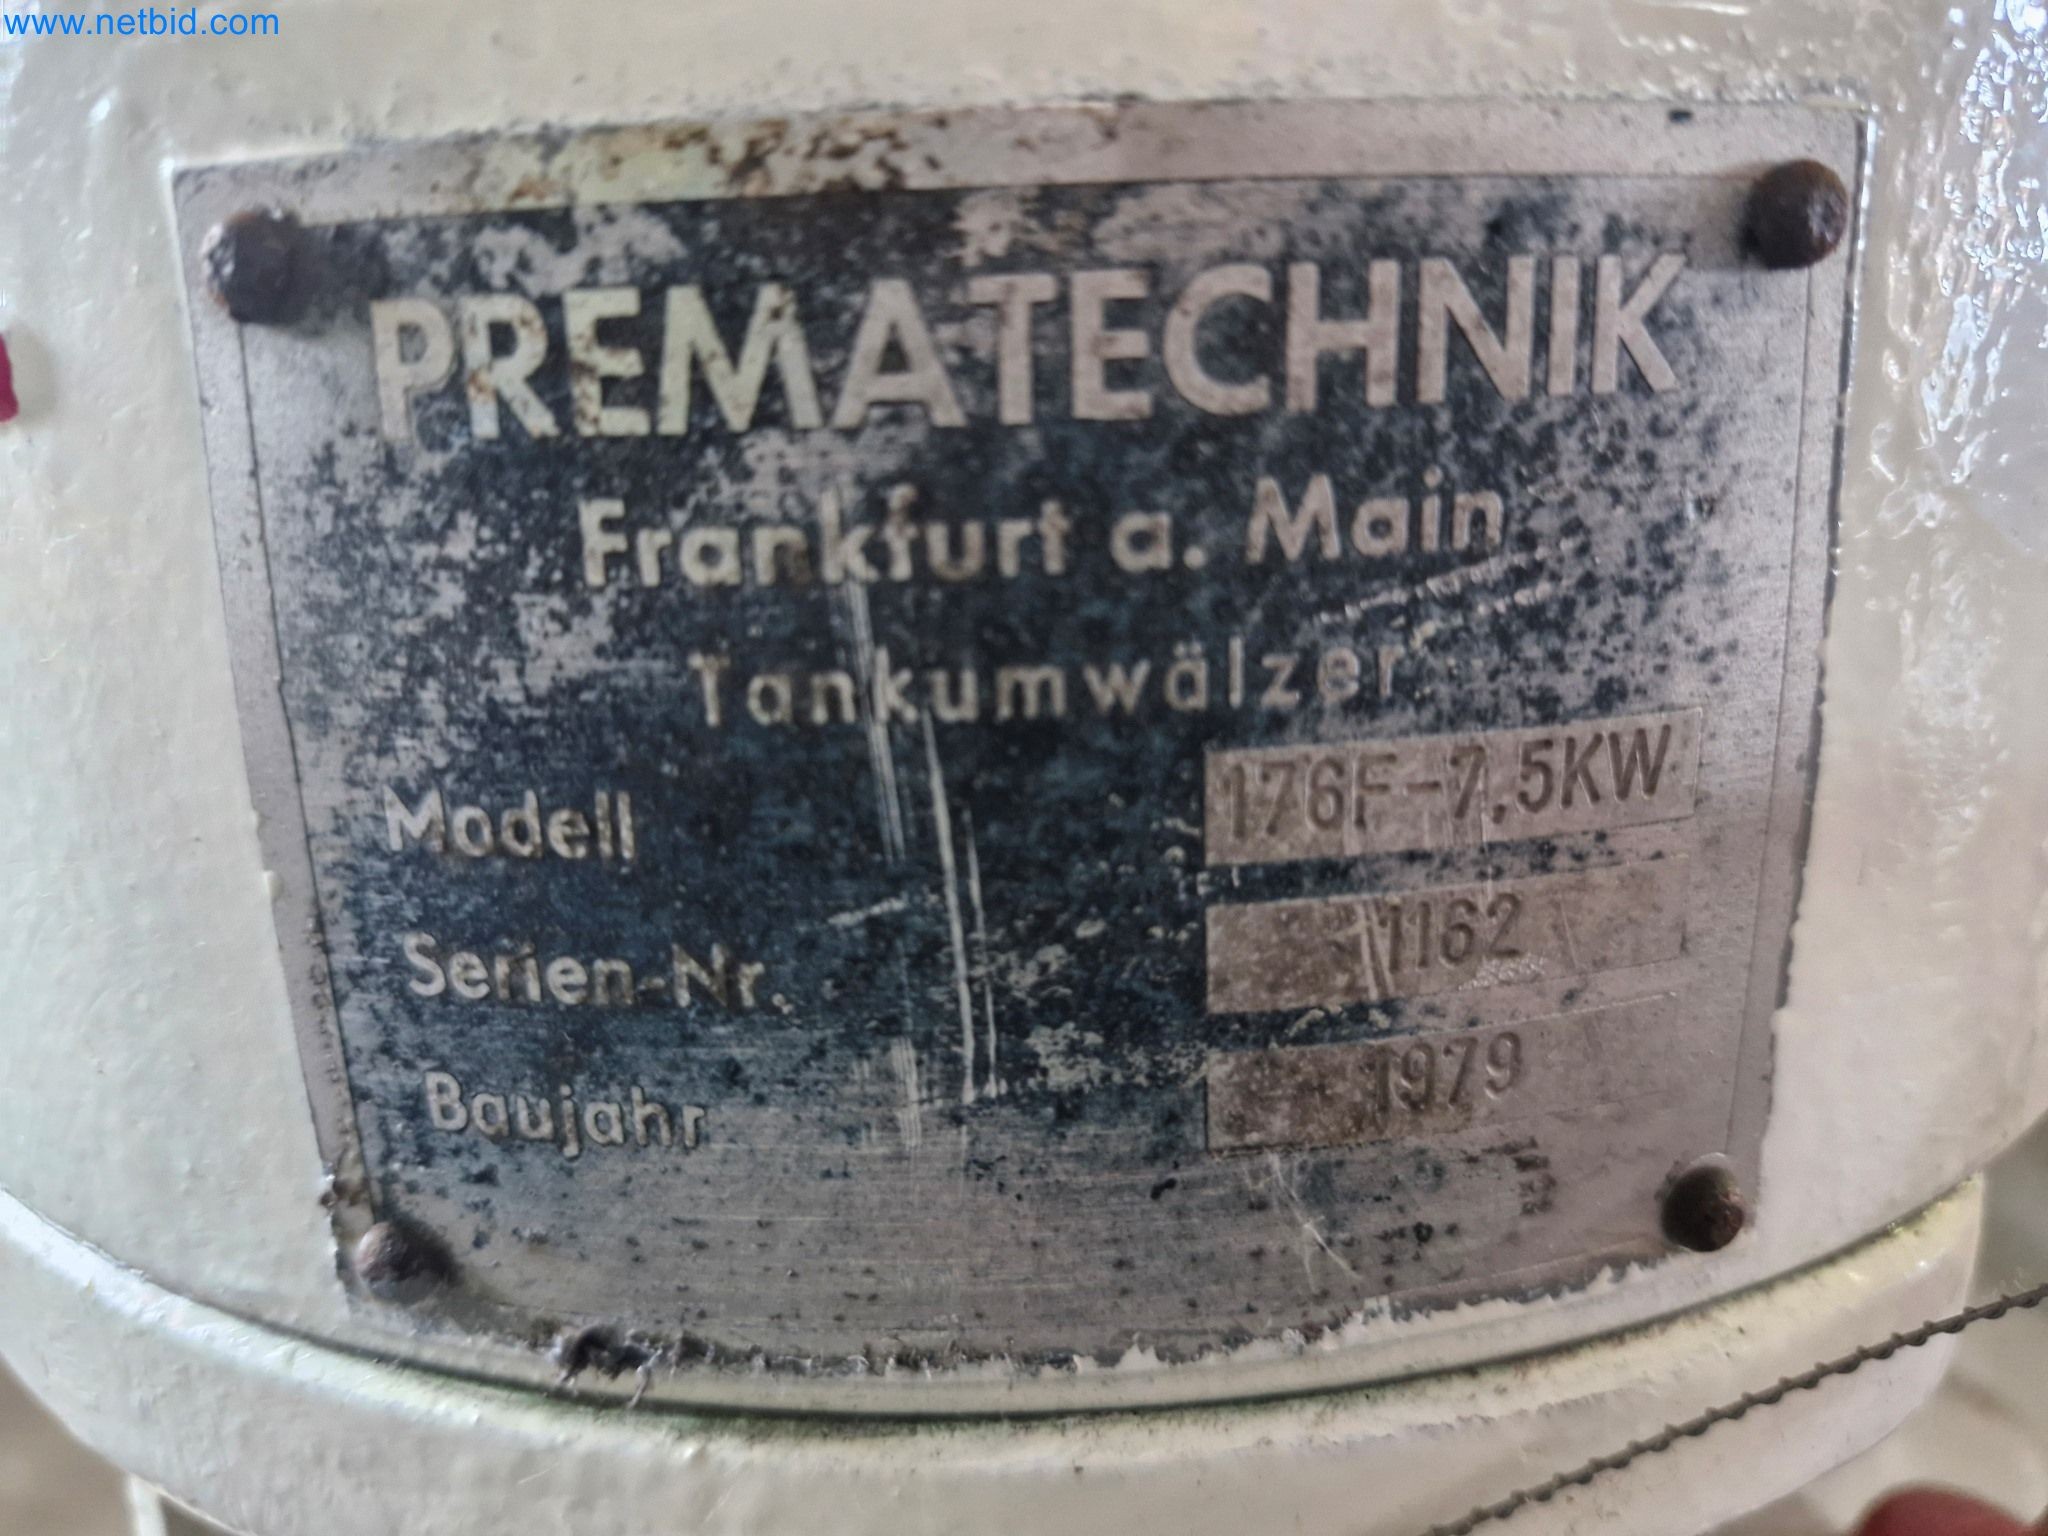 www.netbid.com
PREMATECHNIK
Frankfurt a. Main
Tankumwälzer
Modell 176F-7,5KW
Serien-Nr. 1162
Baujahr 1979